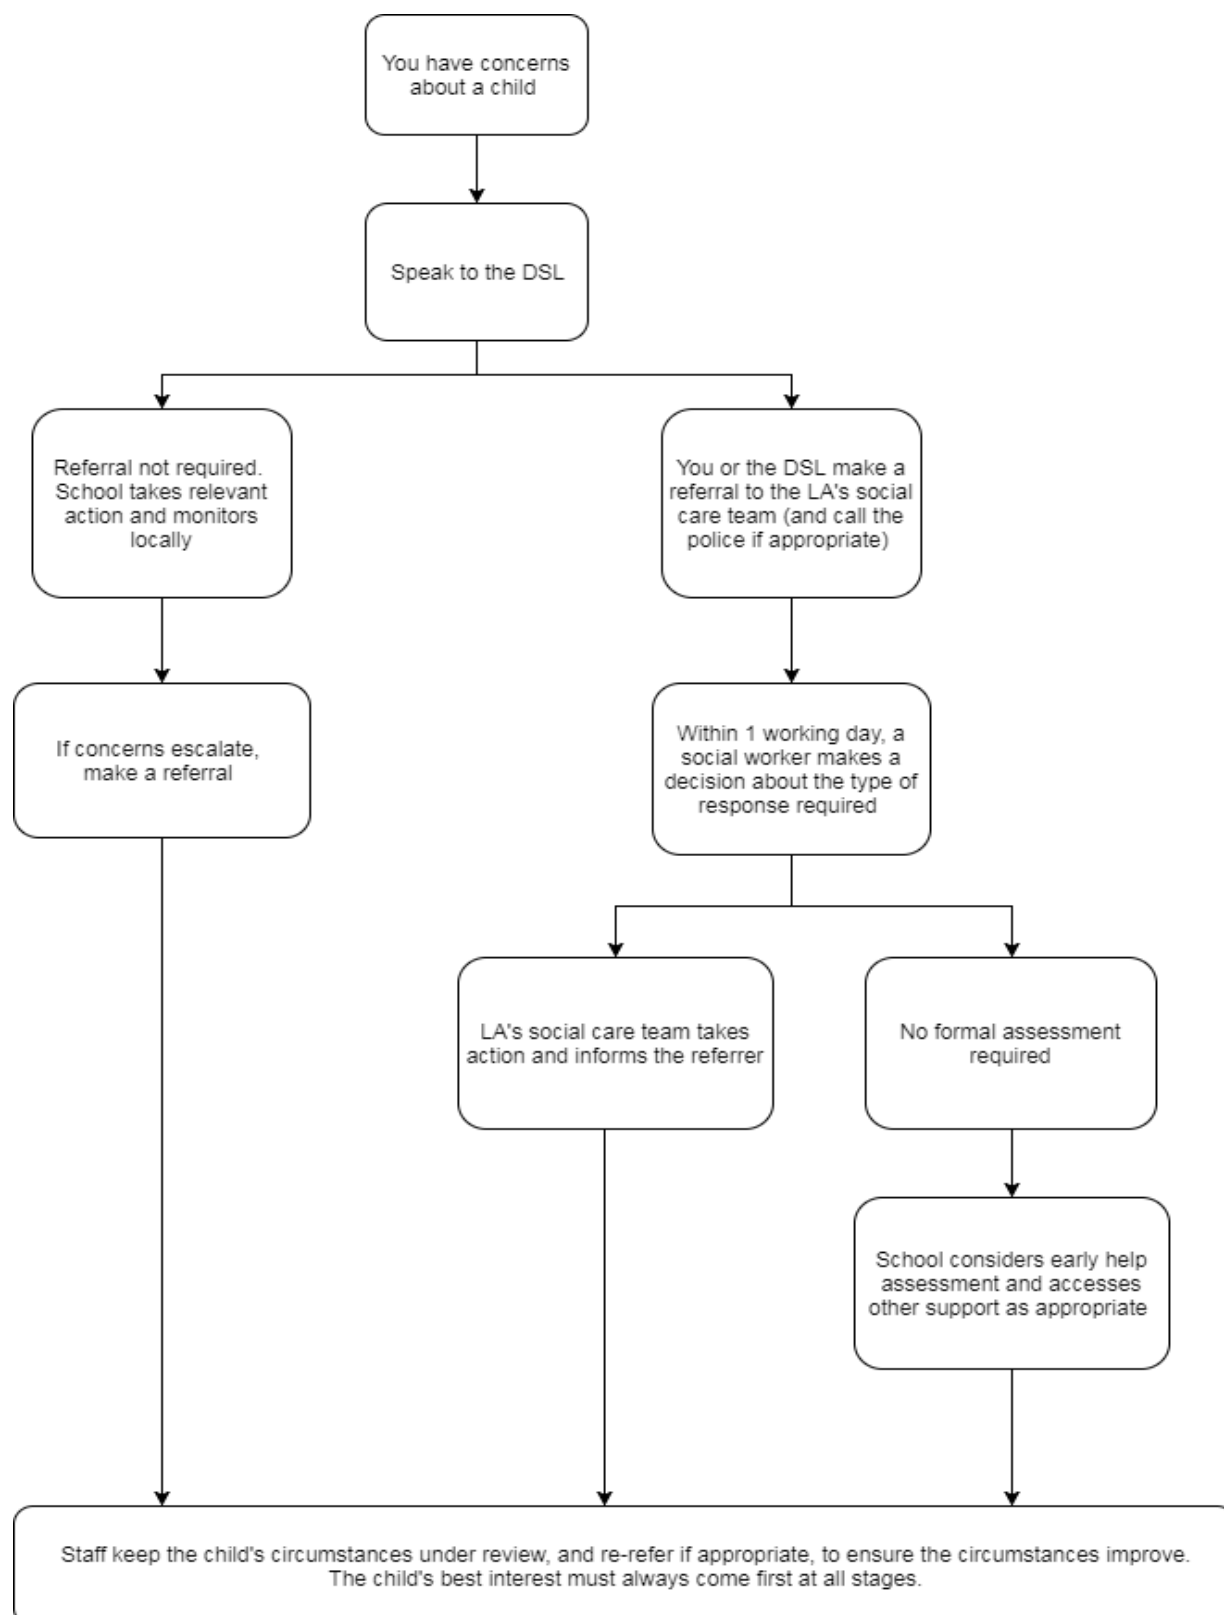 You have concerns
about a child
Speak to the DSL
Referral not required.
School takes relevant
action and monitors
locally
You or the DSL make a
referral to the LA's social
care team (and call the
police if appropriate)
If concerns escalate,
make a referral
Within 1 working day, a
social worker makes a
decision about the type of
response required
LA's social care team takes
action and informs the referrer
No formal assessment
required
School considers early help
assessment and accesses
other support as appropriate
Staff keep the child's circumstances under review, and re-refer if appropriate, to ensure the circumstances improve.
The child's best interest must always come first at all stages.